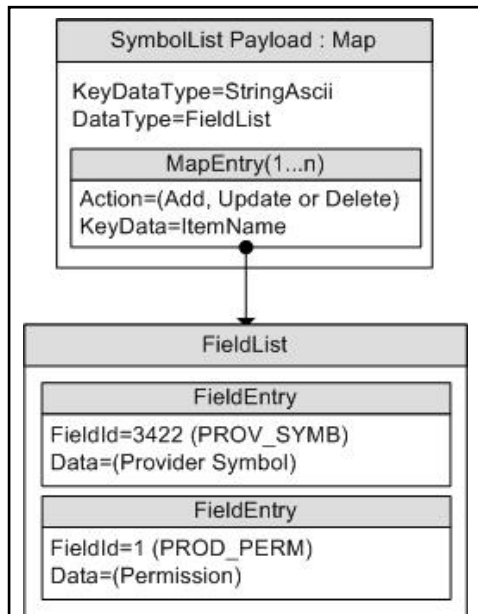 SymbolList Payload : Map
KeyDataType=StringAscii
DataType=FieldList
MapEntry(1...n)
Action=(Add, Update or Delete)
KeyData=ItemName
FieldList
FieldEntry
FieldId=3422 (PROV_SYMB)
Data=(Provider Symbol)
FieldEntry
FieldId=1 (PROD_PERM)
Data=(Permission)